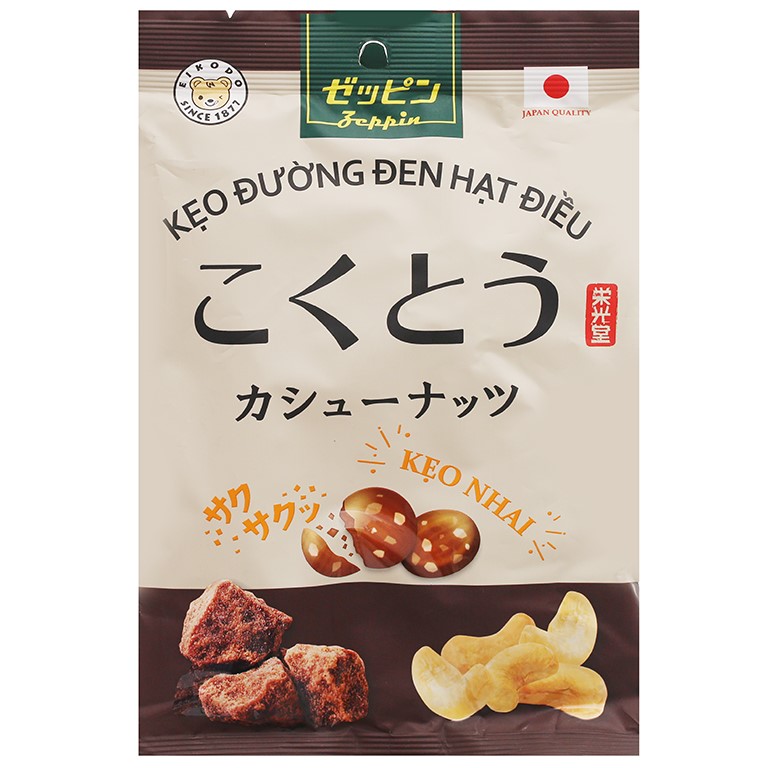 EIKODO
SINCE 1877
ゼッピン
Zeppin
JAPAN QUALITY
KẸO ĐƯỜNG ĐEN HẠT ĐIỀU
こくとう
栄光堂
カシューナッツ
KẸO NHAI
サク
サクッ